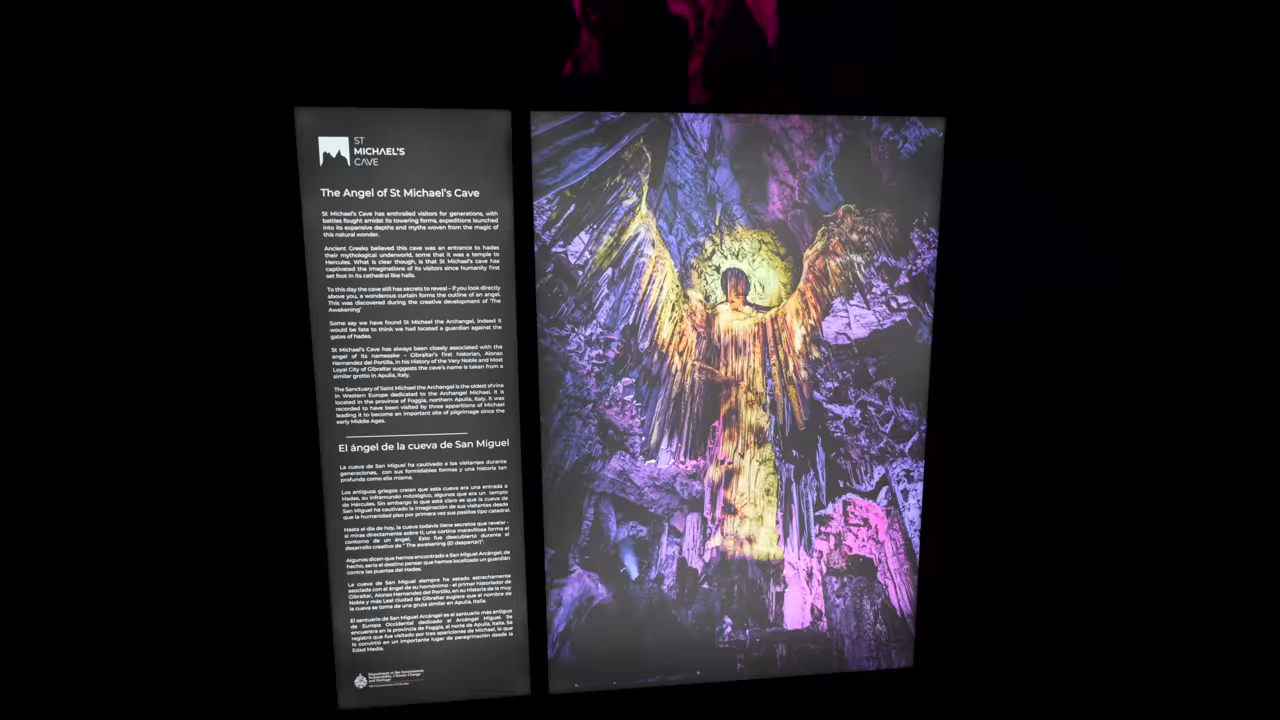 ST
MICHAEL'S
CAVE
The Angel of St Michael's Cave
St Michael's Cave has enthralled visitors for generations, with
battles fought amidst its towering forms, expeditions launched
into its expansive depths and myths woven from the magic of
this natural wonder.
Ancient Greeks believed this cave was an entrance to hades
their mythological underworld, some that it was a temple to
Hercules. What is clear though, is that St Michael's cave has
captivated the imaginations of its visitors since humanity first
set foot in its cathedral like halls.
To this day the cave still has secrets to reveal – if you look directly
above you, a wonderous curtain forms the outline of an angel.
This was discovered during the creative development of 'The
Awakening'
Some say we have found St Michael the Archangel, indeed it
would be fate to think we had located a guardian against the
gates of hades.
St Michael's Cave has always been closely associated with the
angel of its namesake – Gibraltar's first historian, Alonso
Hernandez del Portilla, in his History of the Very Noble and Most
Loyal City of Gibraltar suggests the cave's name is taken from a
similar grotto in Apulia, Italy.
The Sanctuary of Saint Michael the Archangel is the oldest shrine
in Western Europe dedicated to the Archangel Michael. It is
located in the province of Foggia, northern Apulia, Italy. It was
recorded to have been visited by three apparitions of Michael
leading it to become an important site of pilgrimage since the
early Middle Ages.
El ángel de la cueva de San Miguel
La cueva de San Miguel ha cautivado a los visitantes durante
generaciones, con sus formidables formas y una historia tan
profunda como ella misma.
Los antiguos griegos creían que esta cueva era una entrada a
Hades, su inframundo mitológico, algunos que era un templo
de Hércules. Sin embargo lo que está claro es que la cueva de
San Miguel ha cautivado la imaginación de sus visitantes desde
que la humanidad piso por primera vez sus pasillos tipo catedral.
Hasta el día de hoy, la cueva todavía tiene secretos que revelar -
si miras directamente sobre ti, una cortina maravillosa forma el
contorno de un ángel. Esto fue descubierto durante el
desarrollo creativo de " The awakening (El despertar)".
Algunos dicen que hemos encontrado a San Miguel Arcángel, de
hecho, sería el destino pensar que hemos localizado un guardián
contra las puertas del Hades.
La cueva de San Miguel siempre ha estado estrechamente
asociada con el ángel de su homónimo - el primer historiador de
Gibraltar, Alonso Hernandez del Portillo, en su Historia de la muy
Noble y más Leal ciudad de Gibraltar sugiere que el nombre de
la cueva se toma de una gruta similar en Apulia, Italia.
El santuario de San Miguel Arcángel es el santuario más antiguo
de Europa Occidental dedicado al Arcángel Miguel. Se
encuentra en la provincia de Foggia, al norte de Apulia, Italia. Se
registró que fue visitado por tres apariciones de Michael, lo que
lo convirtió en un importante lugar de peregrinación desde la
Edad Media.
Department of the Environment,
Sustainability, Climate Change
and Heritage
HM Government of Gibraltar